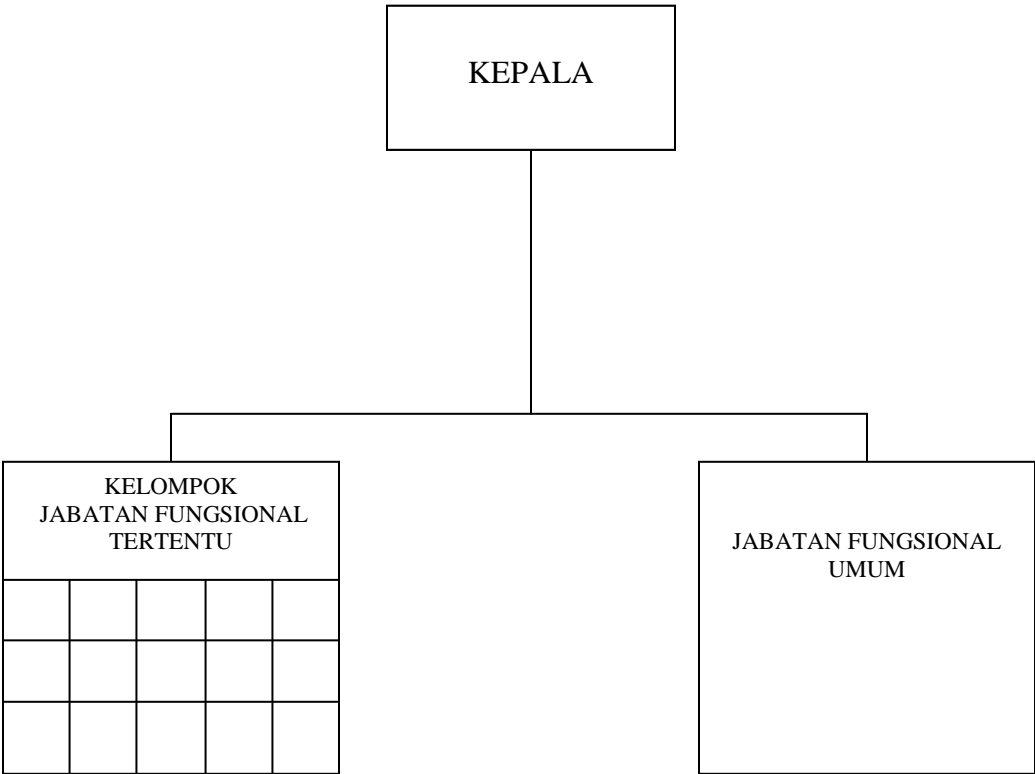 KEPALA
KELOMPOK
JABATAN FUNGSIONAL
TERTENTU
JABATAN FUNGSIONAL
UMUM